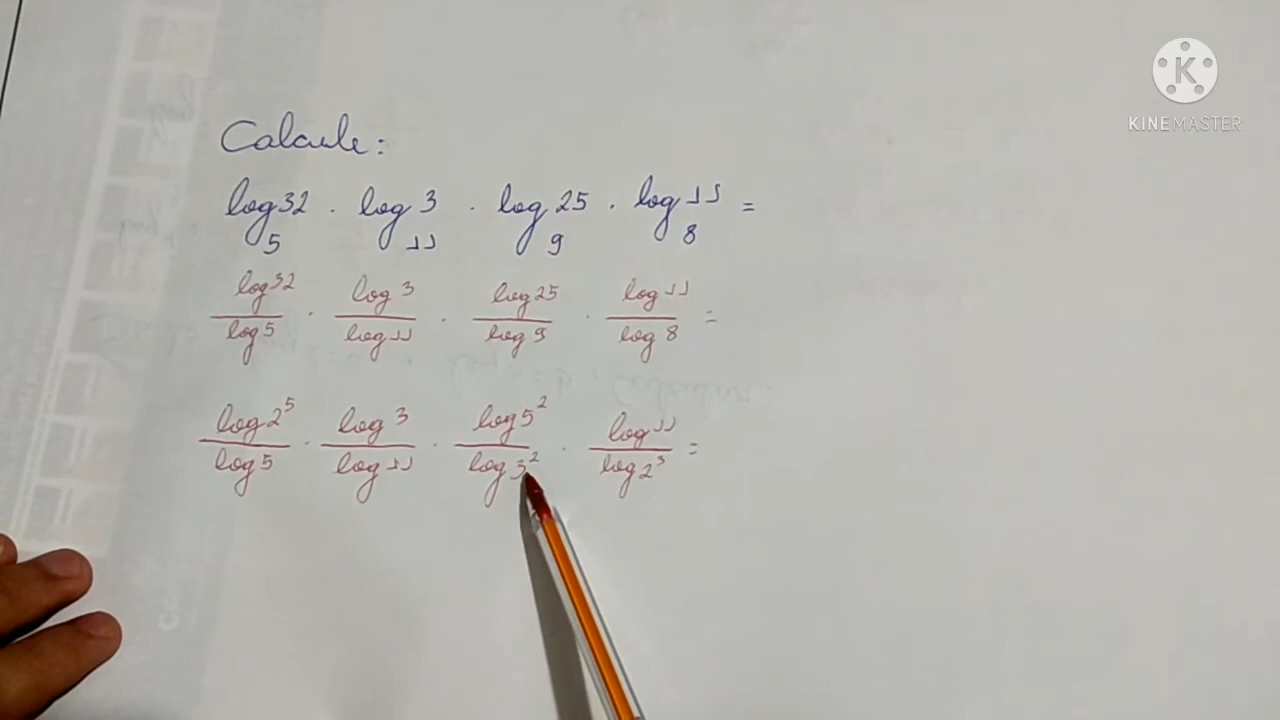 KINEMASTER
Calcule:
log₅ 32 · log₁₁ 3 · log₉ 25 · log₈ 11 =
log 32 / log 5 · log 3 / log 11 · log 25 / log 9 · log 11 / log 8 =
log 2⁵ / log 5 · log 3 / log 11 · log 5² / log 3² · log 11 / log 2³ =